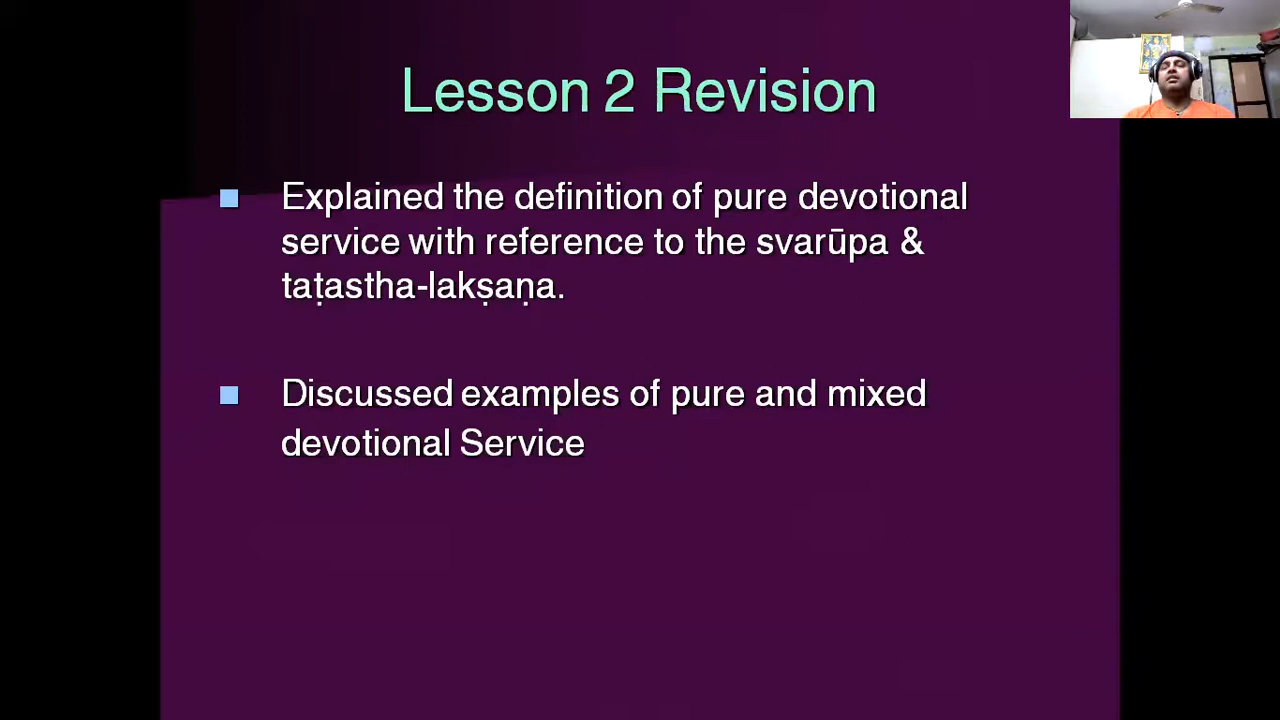 Lesson 2 Revision
Explained the definition of pure devotional
service with reference to the svarūpa &
taṭastha-lakṣaṇa.
Discussed examples of pure and mixed
devotional Service